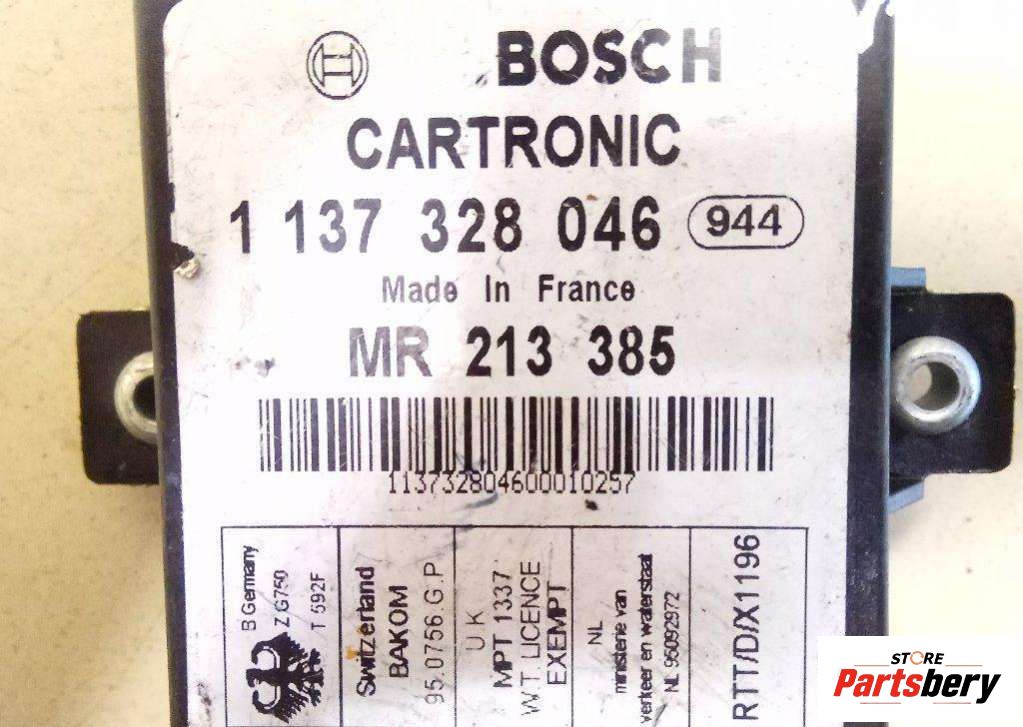 BOSCH
CARTRONIC
1 137 328 046 944
Made In France
MR 213 385
113732804600010257
B.Germany
Z G750
T 592F
Switzerland
BAKOM
95.0756.G.P
U K
MPT 1337
W.T. LICENCE
EXEMPT
NL
ministerie van
verkeer en waterstaat
NL 95092972
RTT/D/X1196
STORE
Partsbery